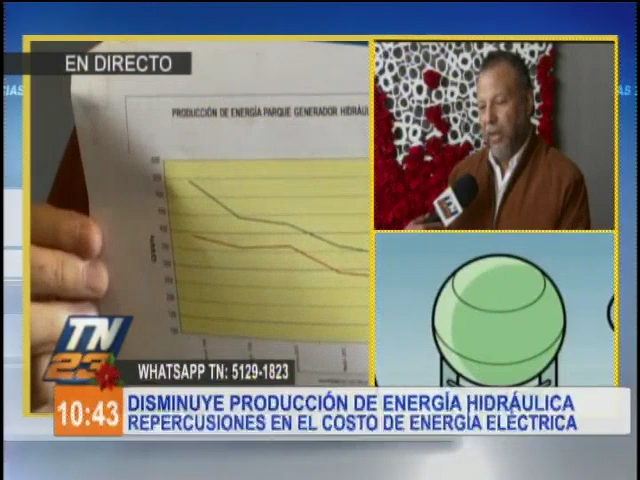 EN DIRECTO
PRODUCCIÓN DE ENERGÍA PARQUE GENERADOR HIDRÁUL
TN
23
WHATSAPP TN: 5129-1823
10:43
DISMINUYE PRODUCCIÓN DE ENERGÍA HIDRÁULICA
REPERCUSIONES EN EL COSTO DE ENERGÍA ELÉCTRICA